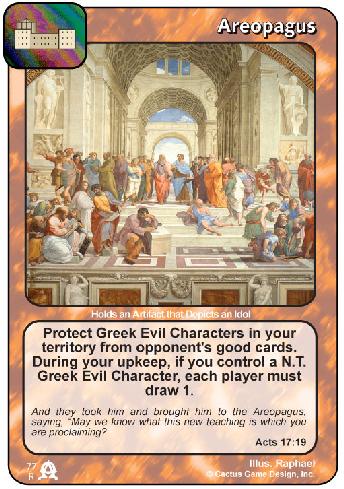 Areopagus
Holds an Artifact that Depicts an Idol
Protect Greek Evil Characters in your
territory from opponent's good cards.
During your upkeep, if you control a N.T.
Greek Evil Character, each player must
draw 1.
And they took him and brought him to the Areopagus,
saying, "May we know what this new teaching is which you
are proclaiming?
Acts 17:19
Illus. Raphael
77
R
© Cactus Game Design, Inc.